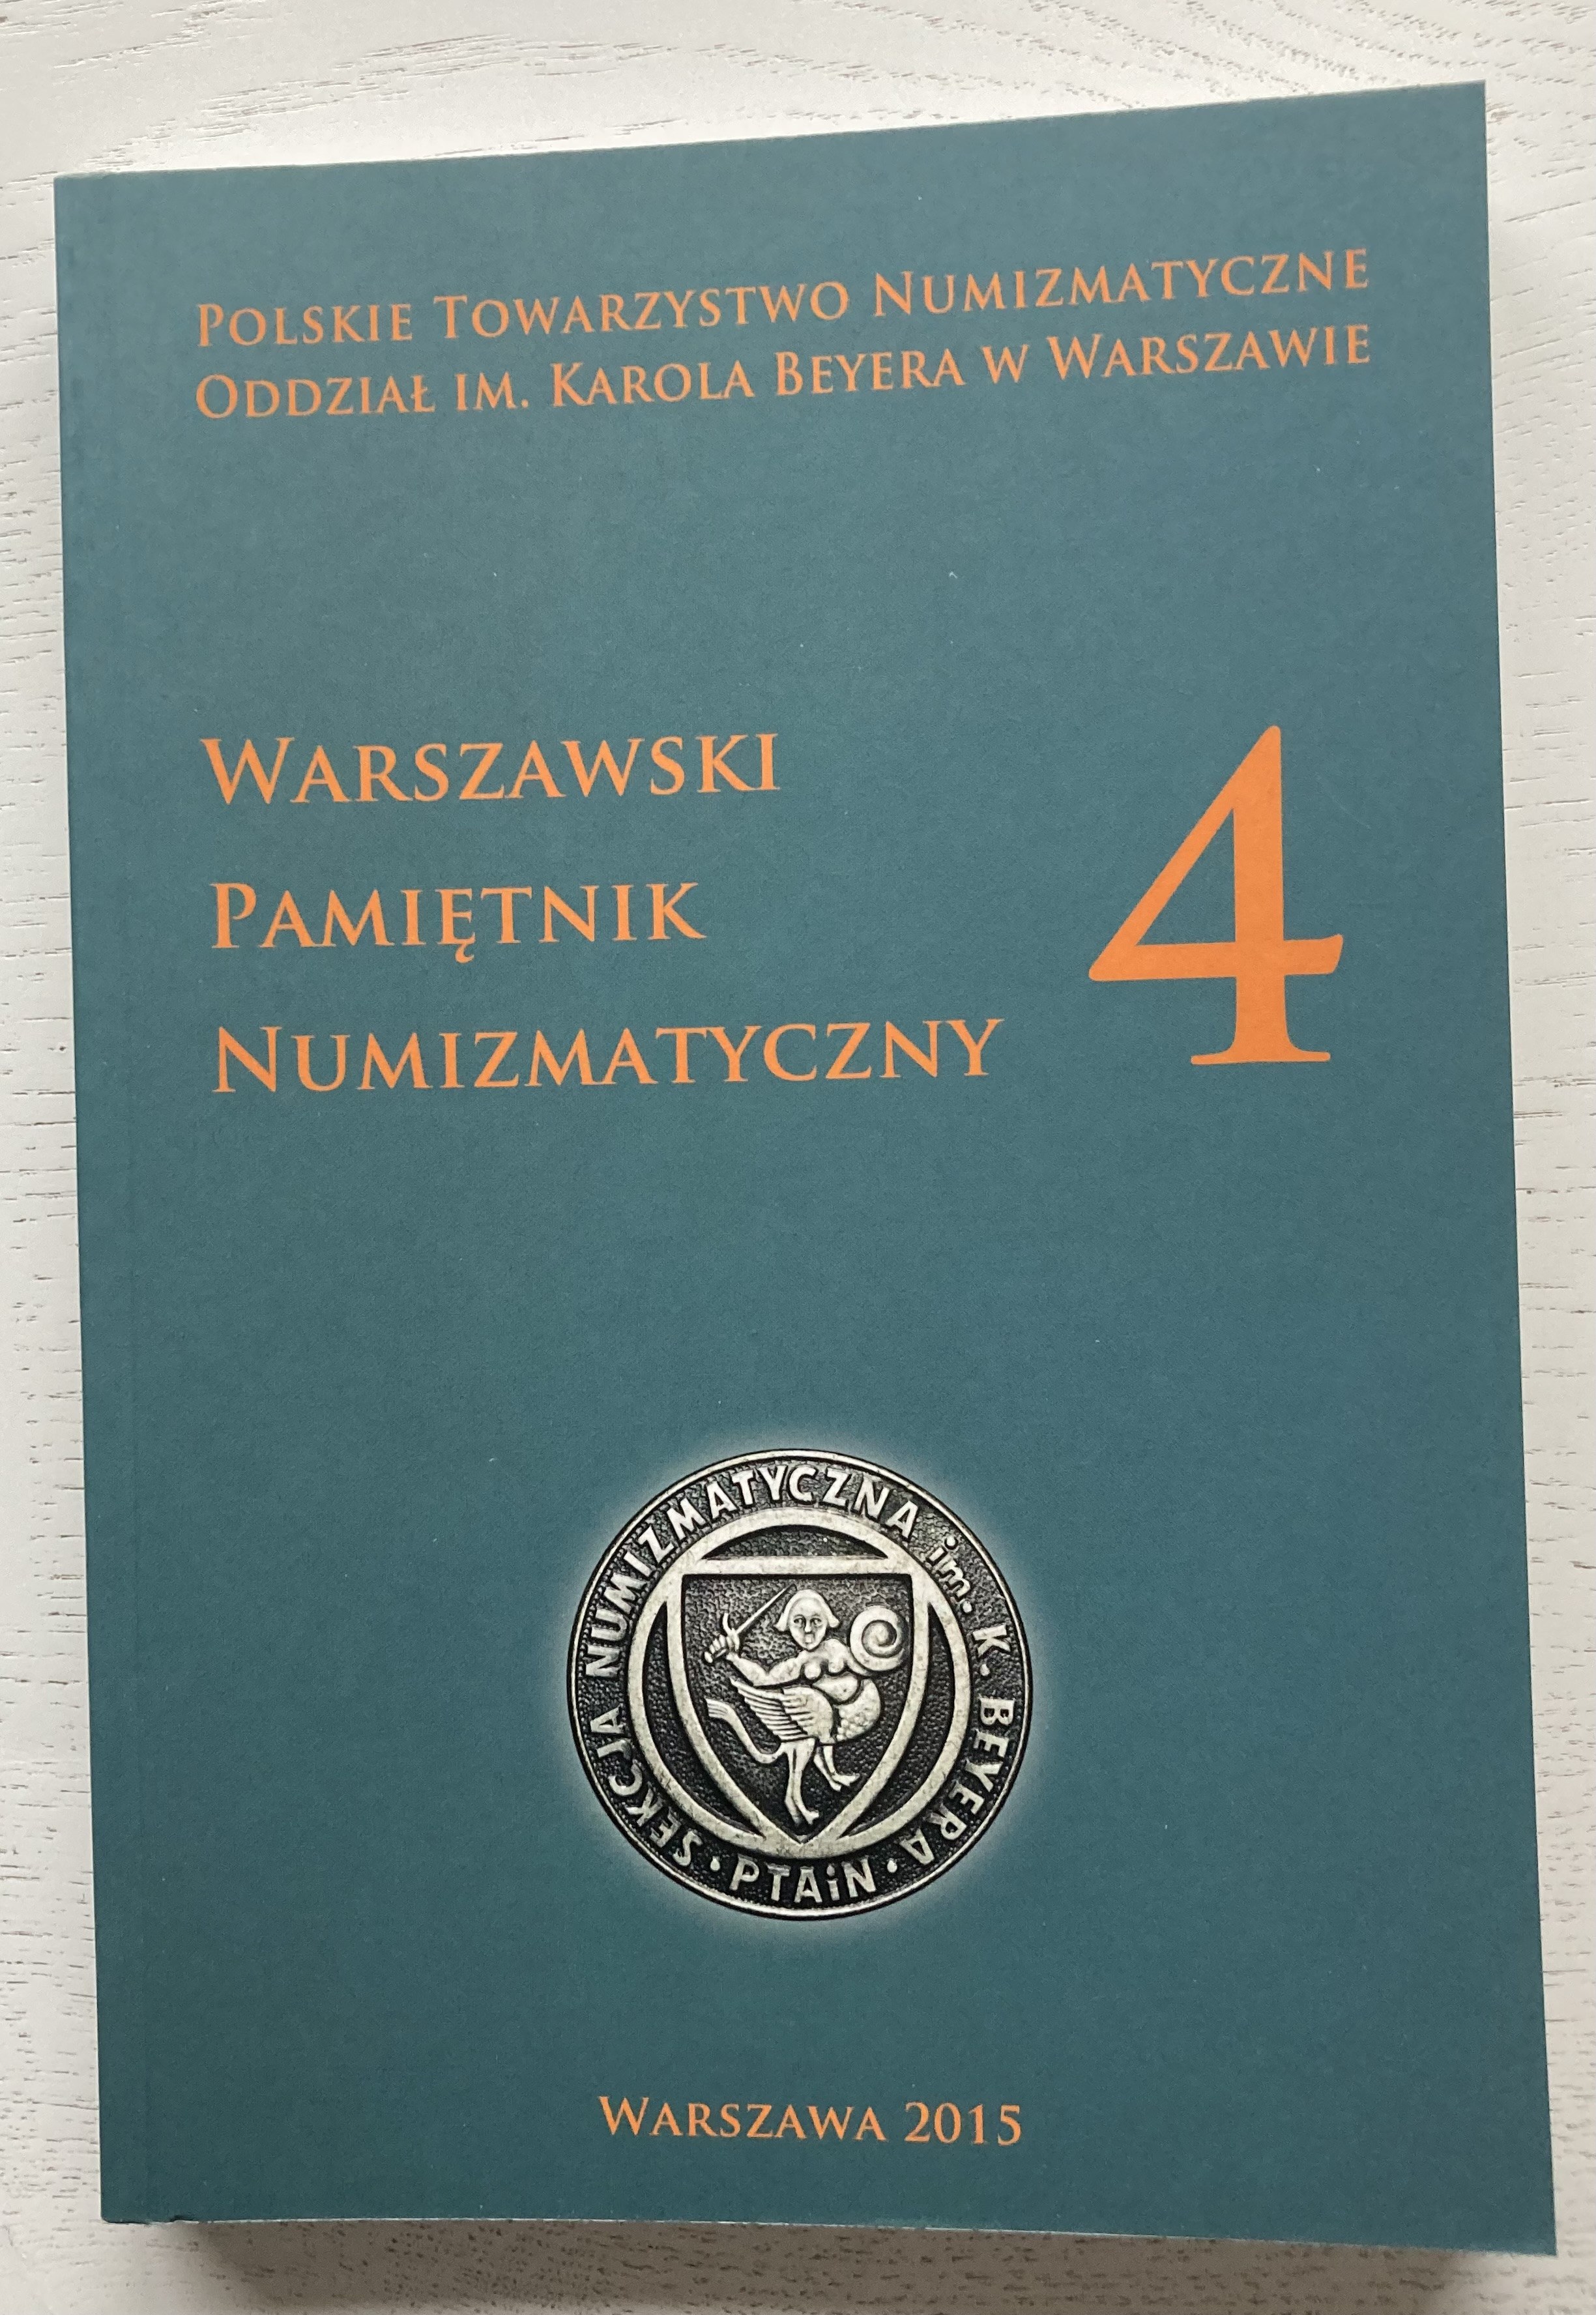 Polskie Towarzystwo Numizmatyczne
Oddział im. Karola Beyera w Warszawie
Warszawski
Pamiętnik
Numizmatyczny
4
SEKCJA NUMIZMATYCZNA im. K. BEYERA
· PTAiN ·
Warszawa 2015